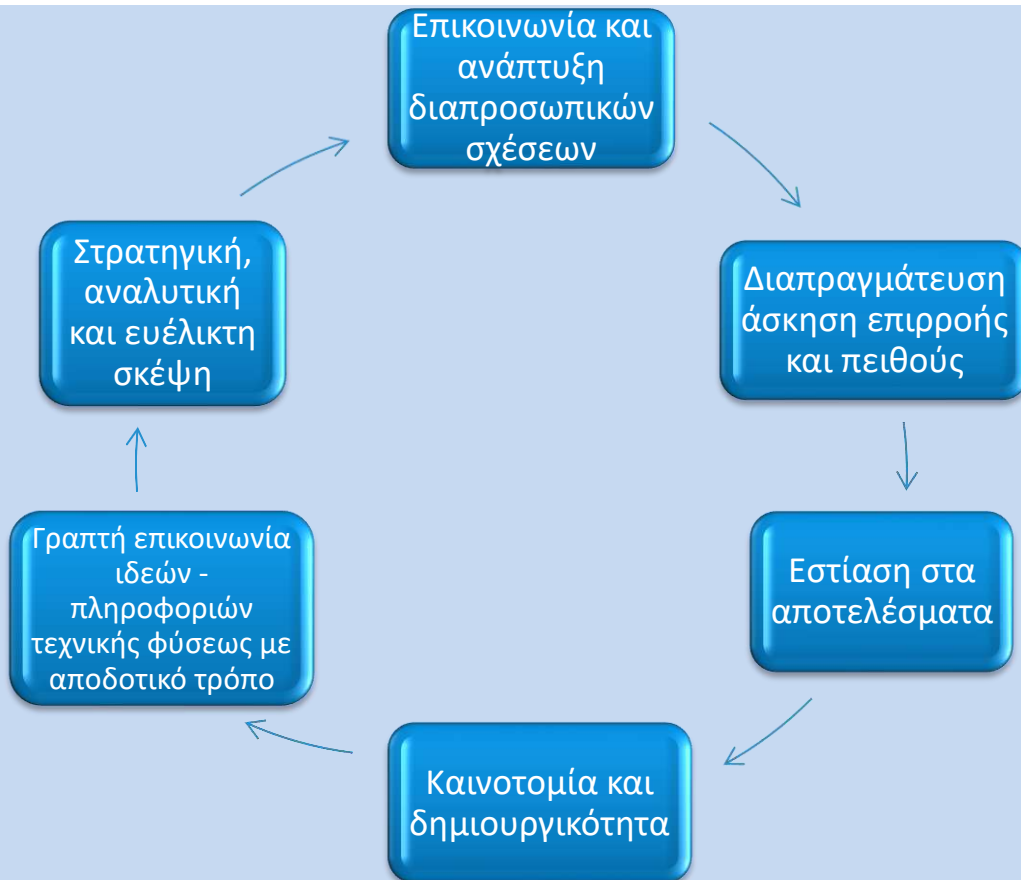 Επικοινωνία και
ανάπτυξη
διαπροσωπικών
σχέσεων
Διαπραγμάτευση
άσκηση επιρροής
και πειθούς
Εστίαση στα
αποτελέσματα
Καινοτομία και
δημιουργικότητα
Γραπτή επικοινωνία
ιδεών -
πληροφοριών
τεχνικής φύσεως με
αποδοτικό τρόπο
Στρατηγική,
αναλυτική
και ευέλικτη
σκέψη